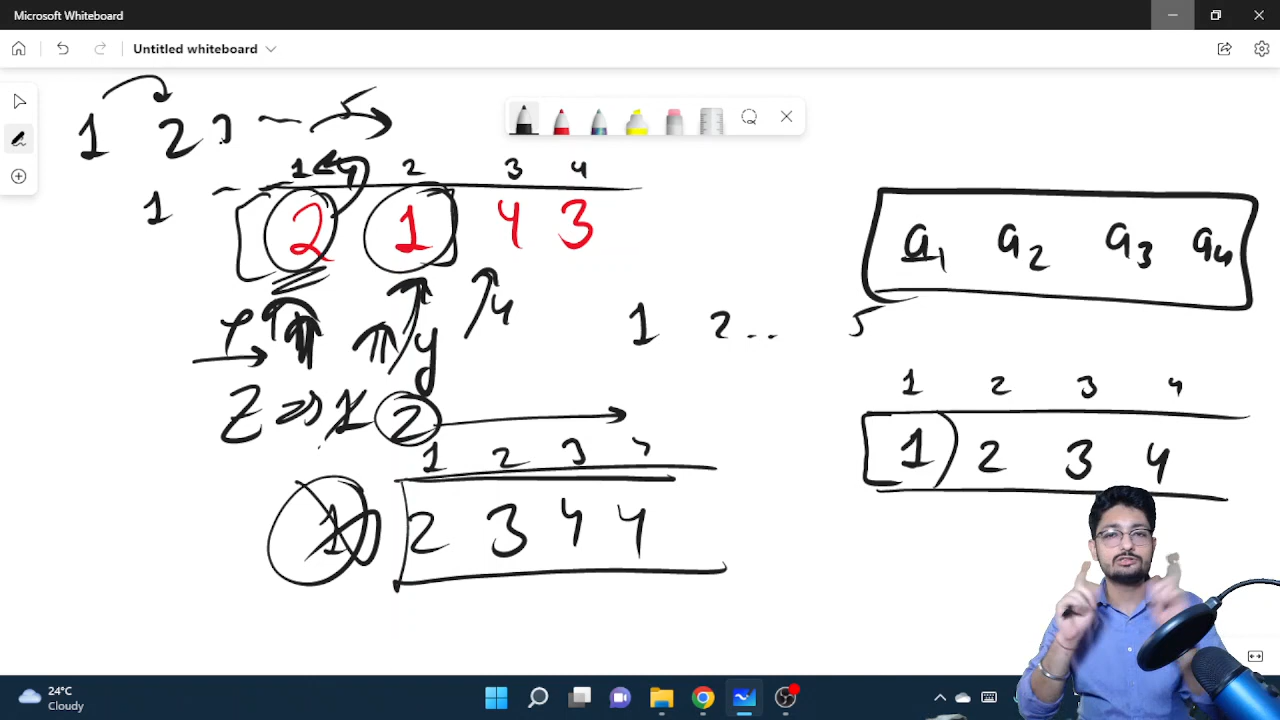 Microsoft Whiteboard
Untitled whiteboard
1 2 3 ~ 5
1 2 3 4
1 ~ 2 1 4 3
a1 a2 a3 a4
y 4
1 2 .. 5
1 2 3 4
Z => x 2
1 2 3 4
1 2 3 4
1 2 3 4 4
24°C
Cloudy